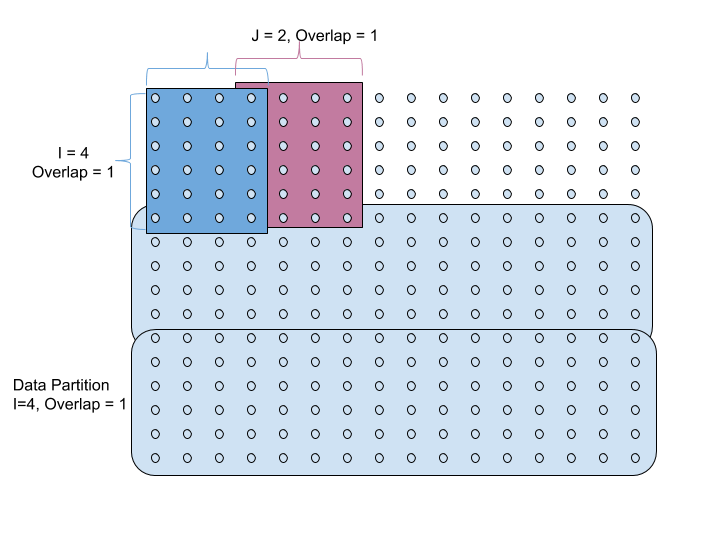 J = 2, Overlap = 1
I = 4
Overlap = 1
Data Partition
I=4, Overlap = 1